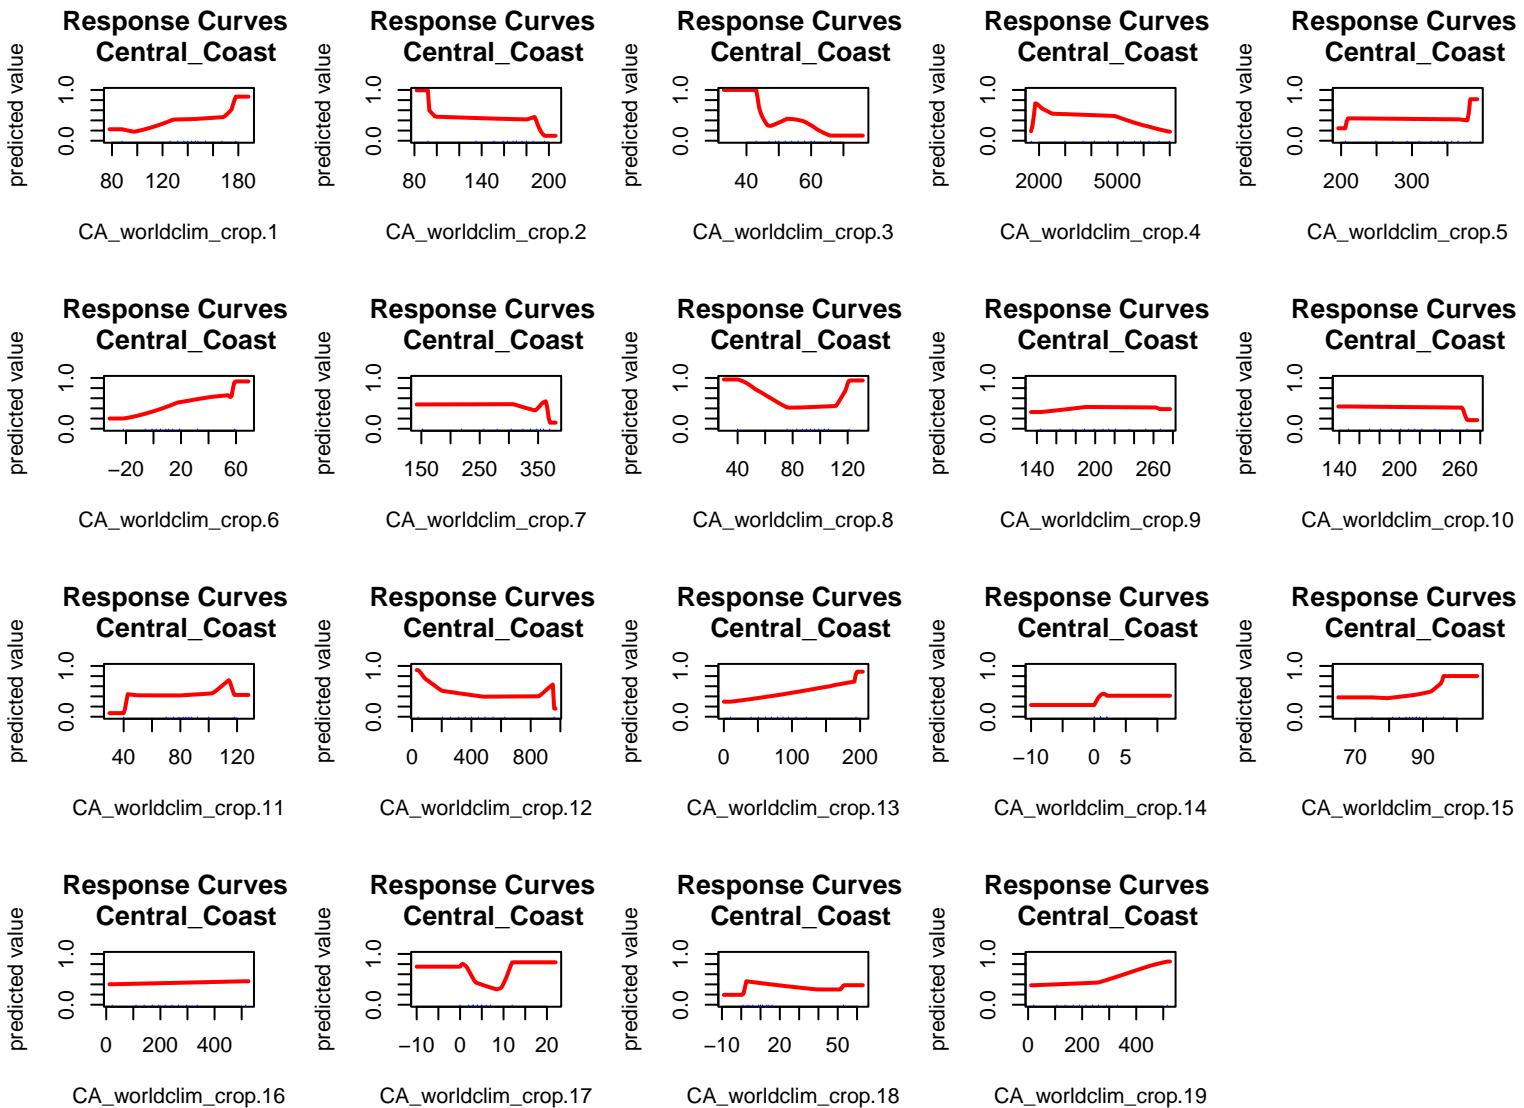 Response Curves
Central_Coast
predicted value
0.0 1.0
80 120 180
CA_worldclim_crop.1
Response Curves
Central_Coast
predicted value
0.0 1.0
80 140 200
CA_worldclim_crop.2
Response Curves
Central_Coast
predicted value
0.0 1.0
40 60
CA_worldclim_crop.3
Response Curves
Central_Coast
predicted value
0.0 1.0
2000 5000
CA_worldclim_crop.4
Response Curves
Central_Coast
predicted value
0.0 1.0
200 300
CA_worldclim_crop.5
Response Curves
Central_Coast
predicted value
0.0 1.0
−20 20 60
CA_worldclim_crop.6
Response Curves
Central_Coast
predicted value
0.0 1.0
150 250 350
CA_worldclim_crop.7
Response Curves
Central_Coast
predicted value
0.0 1.0
40 80 120
CA_worldclim_crop.8
Response Curves
Central_Coast
predicted value
0.0 1.0
140 200 260
CA_worldclim_crop.9
Response Curves
Central_Coast
predicted value
0.0 1.0
140 200 260
CA_worldclim_crop.10
Response Curves
Central_Coast
predicted value
0.0 1.0
40 80 120
CA_worldclim_crop.11
Response Curves
Central_Coast
predicted value
0.0 1.0
0 400 800
CA_worldclim_crop.12
Response Curves
Central_Coast
predicted value
0.0 1.0
0 100 200
CA_worldclim_crop.13
Response Curves
Central_Coast
predicted value
0.0 1.0
−10 0 5
CA_worldclim_crop.14
Response Curves
Central_Coast
predicted value
0.0 1.0
70 90
CA_worldclim_crop.15
Response Curves
Central_Coast
predicted value
0.0 1.0
0 200 400
CA_worldclim_crop.16
Response Curves
Central_Coast
predicted value
0.0 1.0
−10 0 10 20
CA_worldclim_crop.17
Response Curves
Central_Coast
predicted value
0.0 1.0
−10 20 50
CA_worldclim_crop.18
Response Curves
Central_Coast
predicted value
0.0 1.0
0 200 400
CA_worldclim_crop.19